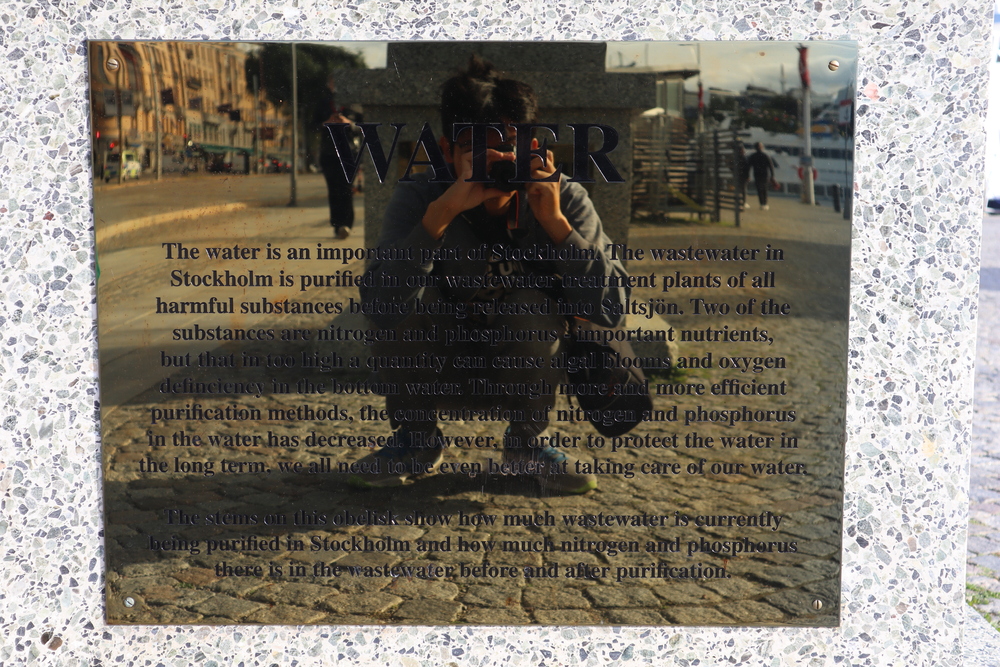 WATER
The water is an important part of Stockholm. The wastewater in
Stockholm is purified in our wastewater treatment plants of all
harmful substances before being released into Saltsjön. Two of the
substances are nitrogen and phosphorus - important nutrients,
but that in too high a quantity can cause algal blooms and oxygen
definciency in the bottom water. Through more and more efficient
purification methods, the concentration of nitrogen and phosphorus
in the water has decreased. However, in order to protect the water in
the long term, we all need to be even better at taking care of our water.
The stems on this obelisk show how much wastewater is currently
being purified in Stockholm and how much nitrogen and phosphorus
there is in the wastewater before and after purification.